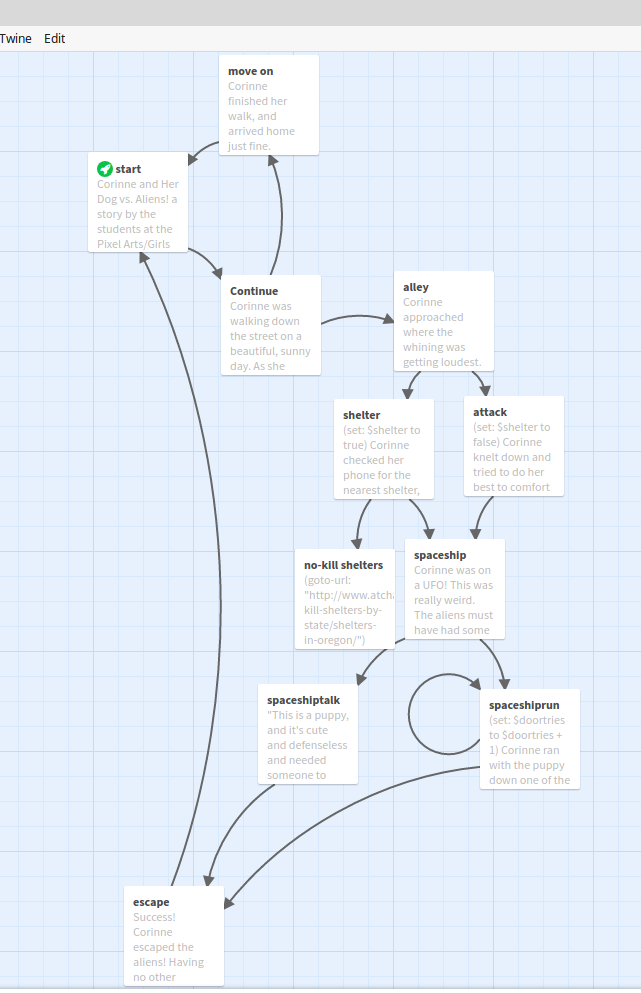 Twine Edit
move on
Corinne
finished her
walk, and
arrived home
just fine.
start
Corinne and Her
Dog vs. Aliens! a
story by the
students at the
Pixel Arts/Girls
Continue
Corinne was
walking down
the street on a
beautiful, sunny
day. As she
alley
Corinne
approached
where the
whining was
getting loudest.
shelter
(set: $shelter to
true) Corinne
checked her
phone for the
nearest shelter,
attack
(set: $shelter to
false) Corinne
knelt down and
tried to do her
best to comfort
no-kill shelters
(goto-url:
"http://www.atcha
kill-shelters-by-
state/shelters-
in-oregon/")
spaceship
Corinne was on
a UFO! This was
really weird.
The aliens must
have had some
spaceshiptalk
"This is a puppy,
and it's cute
and defenseless
and needed
someone to
spaceshiprun
(set: $doortries
to $doortries +
1) Corinne ran
with the puppy
down one of the
escape
Success!
Corinne
escaped the
aliens! Having
no other